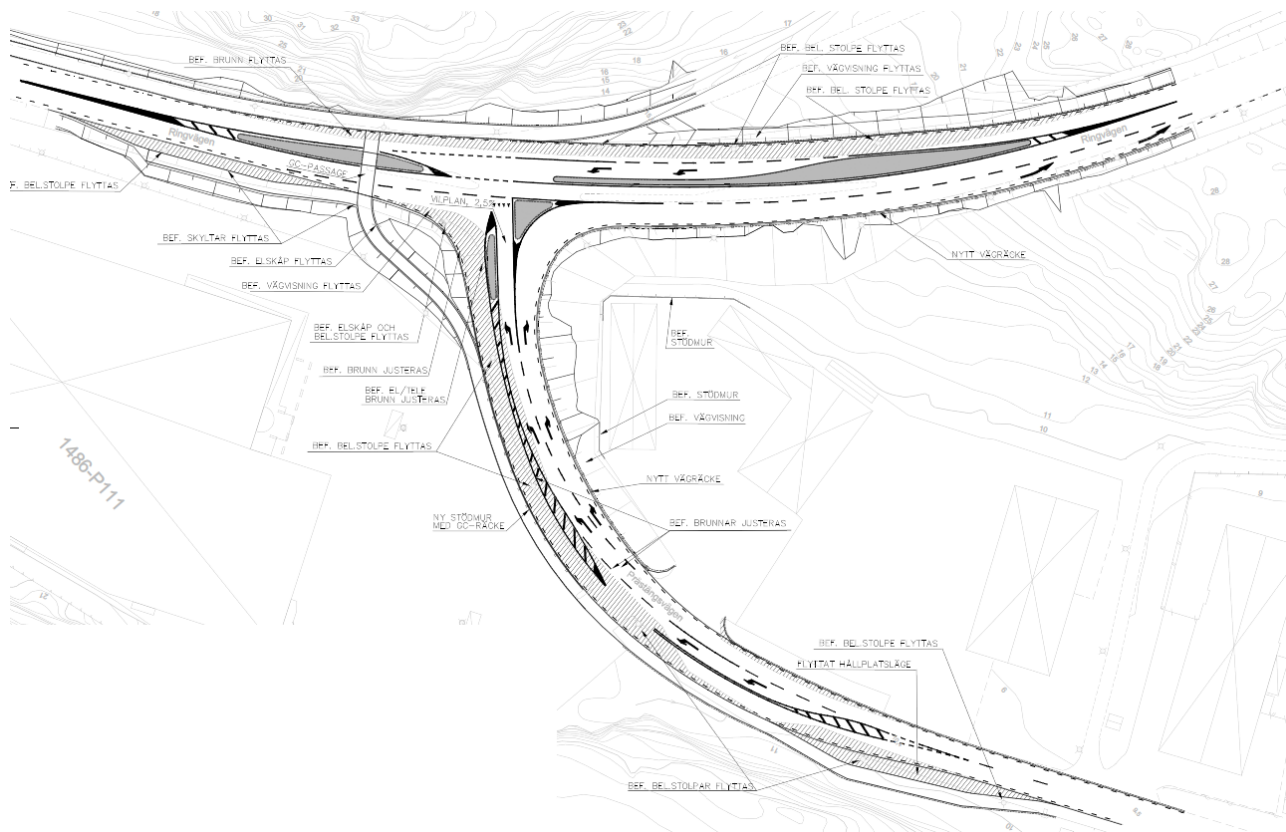 BEF. BRUNN FLYTTAS
BEF. BEL. STOLPE FLYTTAS
BEF. VÄGVISNING FLYTTAS
BEF. BEL. STOLPE FLYTTAS
Ringvägen
Ringvägen
GC-PASSAGE
BEL.STOLPE FLYTTAS
VILPLAN, 2,5%
BEF. SKYLTAR FLYTTAS
BEF. ELSKÅP FLYTTAS
BEF. VÄGVISNING FLYTTAS
NYTT VÄGRÄCKE
BEF. ELSKÅP OCH
BEL.STOLPE FLYTTAS
BEF.
STÖDMUR
BEF. BRUNN JUSTERAS
BEF. EL/TELE
BRUNN JUSTERAS
BEF. STÖDMUR
BEF. VÄGVISNING
BEF. BEL.STOLPE FLYTTAS
1486-P111
NYTT VÄGRÄCKE
NY STÖDMUR
MED GC-RÄCKE
BEF. BRUNNAR JUSTERAS
Prästängsvägen
BEF. BEL.STOLPE FLYTTAS
FLYTTAT HÅLLPLATSLÄGE
BEF. BEL.STOLPAR FLYTTAS